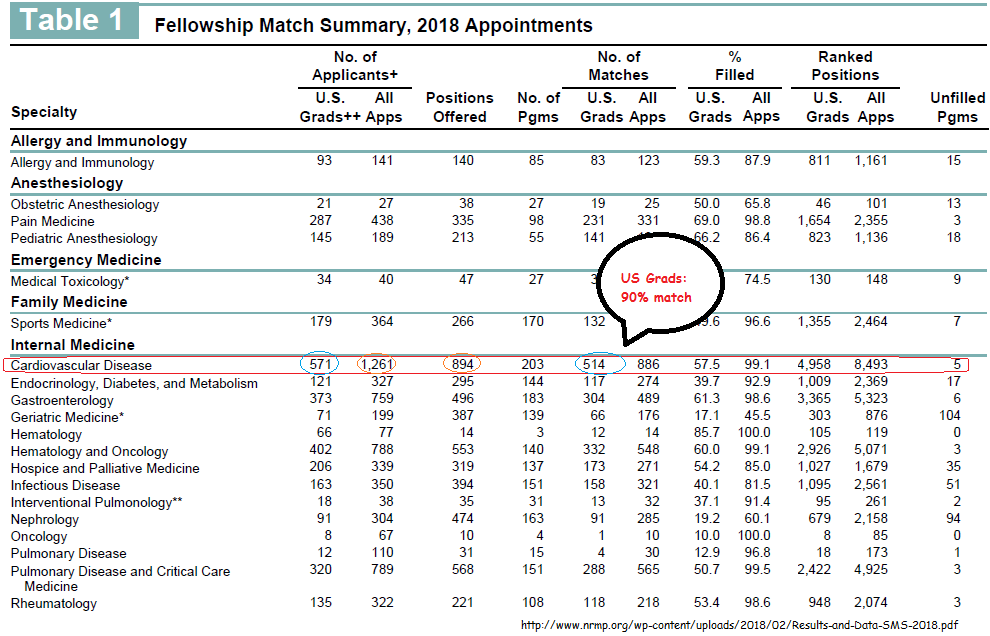 Table 1 Fellowship Match Summary, 2018 Appointments
No. of No. of % Ranked
Applicants+ Matches Filled Positions
U.S. All Positions No. of U.S. All U.S. All U.S. All Unfilled
Specialty Grads++ Apps Offered Pgms Grads Apps Grads Apps Grads Apps Pgms
Allergy and Immunology
Allergy and Immunology 93 141 140 85 83 123 59.3 87.9 811 1,161 15
Anesthesiology
Obstetric Anesthesiology 21 27 38 27 19 25 50.0 65.8 46 101 13
Pain Medicine 287 438 335 98 231 331 69.0 98.8 1,654 2,355 3
Pediatric Anesthesiology 145 189 213 55 141 66.2 86.4 823 1,136 18
Emergency Medicine
Medical Toxicology* 34 40 47 27 74.5 130 148 9
US Grads:
90% match
Family Medicine
Sports Medicine* 179 364 266 170 132 96.6 1,355 2,464 7
Internal Medicine
Cardiovascular Disease 571 1,261 894 203 514 886 57.5 99.1 4,958 8,493 5
Endocrinology, Diabetes, and Metabolism 121 327 295 144 117 274 39.7 92.9 1,009 2,369 17
Gastroenterology 373 759 496 183 304 489 61.3 98.6 3,365 5,323 6
Geriatric Medicine* 71 199 387 139 66 176 17.1 45.5 303 876 104
Hematology 66 77 14 3 12 14 85.7 100.0 105 119 0
Hematology and Oncology 402 788 553 140 332 548 60.0 99.1 2,926 5,071 3
Hospice and Palliative Medicine 206 339 319 137 173 271 54.2 85.0 1,027 1,679 35
Infectious Disease 163 350 394 151 158 321 40.1 81.5 1,095 2,561 51
Interventional Pulmonology** 18 38 35 31 13 32 37.1 91.4 95 261 2
Nephrology 91 304 474 163 91 285 19.2 60.1 679 2,158 94
Oncology 8 67 10 4 1 10 10.0 100.0 8 85 0
Pulmonary Disease 12 110 31 15 4 30 12.9 96.8 18 173 1
Pulmonary Disease and Critical Care 320 789 568 151 288 565 50.7 99.5 2,422 4,925 3
Medicine
Rheumatology 135 322 221 108 118 218 53.4 98.6 948 2,074 3
http://www.nrmp.org/wp-content/uploads/2018/02/Results-and-Data-SMS-2018.pdf